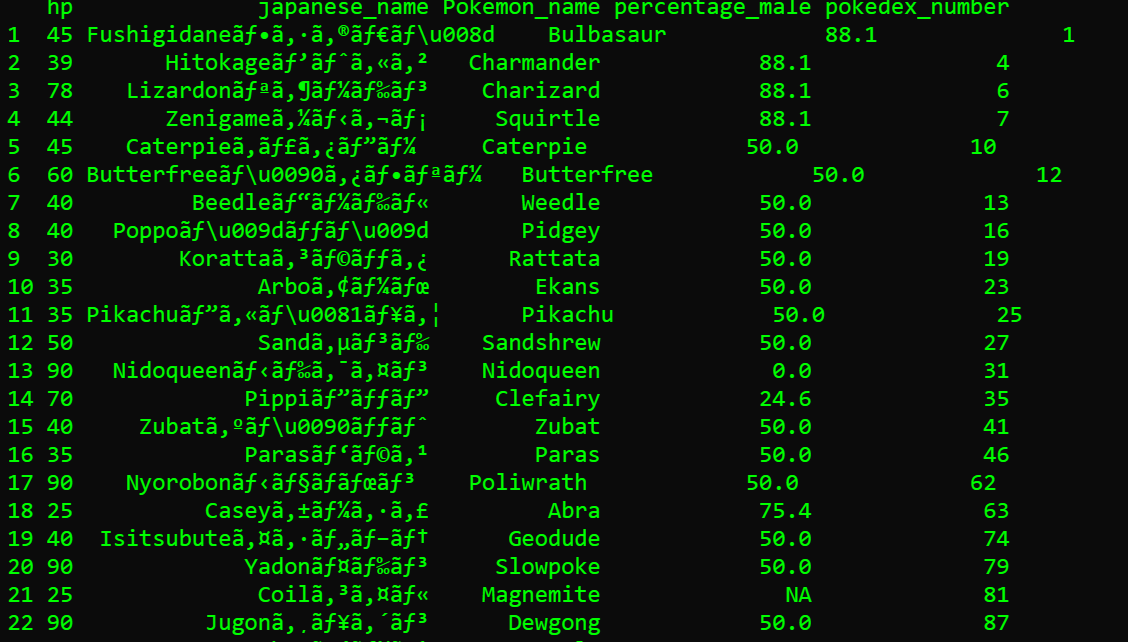 hp japanese_name Pokemon_name percentage_male pokedex_number
1 45 Fushigidaneãƒ•ã‚·ã‚®ãƒ€ãƒ\u008d Bulbasaur 88.1 1
2 39 Hitokageãƒ’ãƒˆã‚«ã‚² Charmander 88.1 4
3 78 Lizardonãƒªã‚¶ãƒ¼ãƒ‰ãƒ³ Charizard 88.1 6
4 44 Zenigameã‚¼ãƒ‹ã‚¬ãƒ¡ Squirtle 88.1 7
5 45 Caterpieã‚ãƒ£ã‚¿ãƒ”ãƒ¼ Caterpie 50.0 10
6 60 Butterfreeãƒ\u0090ã‚¿ãƒ•ãƒªãƒ¼ Butterfree 50.0 12
7 40 Beedleãƒ“ãƒ¼ãƒ‰ãƒ« Weedle 50.0 13
8 40 Poppoãƒ\u009dãƒƒãƒ\u009d Pidgey 50.0 16
9 30 Korattaã‚³ãƒ©ãƒƒã‚¿ Rattata 50.0 19
10 35 Arboã‚¢ãƒ¼ãƒœ Ekans 50.0 23
11 35 Pikachuãƒ”ã‚«ãƒ\u0081ãƒ¥ã‚¦ Pikachu 50.0 25
12 50 Sandã‚µãƒ³ãƒ‰ Sandshrew 50.0 27
13 90 Nidoqueenãƒ‹ãƒ‰ã‚¯ã‚¤ãƒ³ Nidoqueen 0.0 31
14 70 Pippiãƒ”ãƒƒãƒ” Clefairy 24.6 35
15 40 Zubatã‚ºãƒ\u0090ãƒƒãƒˆ Zubat 50.0 41
16 35 Parasãƒ‘ãƒ©ã‚¹ Paras 50.0 46
17 90 Nyorobonãƒ‹ãƒ§ãƒãƒœãƒ³ Poliwrath 50.0 62
18 25 Caseyã‚±ãƒ¼ã‚·ã‚£ Abra 75.4 63
19 40 Isitsubuteã‚¤ã‚·ãƒ„ãƒ–ãƒ† Geodude 50.0 74
20 90 Yadonãƒ¤ãƒ‰ãƒ³ Slowpoke 50.0 79
21 25 Coilã‚³ã‚¤ãƒ« Magnemite NA 81
22 90 Jugonã‚¸ãƒ¥ã‚´ãƒ³ Dewgong 50.0 87